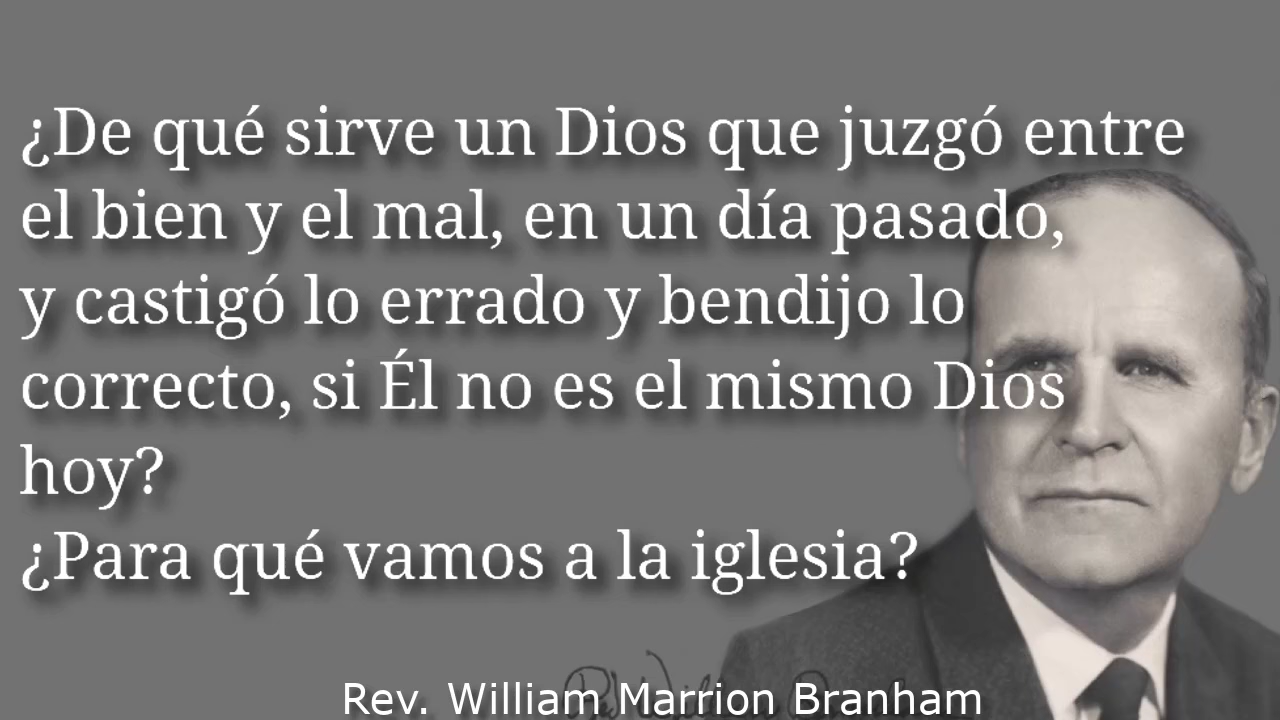 ¿De qué sirve un Dios que juzgó entre
el bien y el mal, en un día pasado,
y castigó lo errado y bendijo lo
correcto, si Él no es el mismo Dios
hoy?
¿Para qué vamos a la iglesia?
Rev. William Marrion Branham